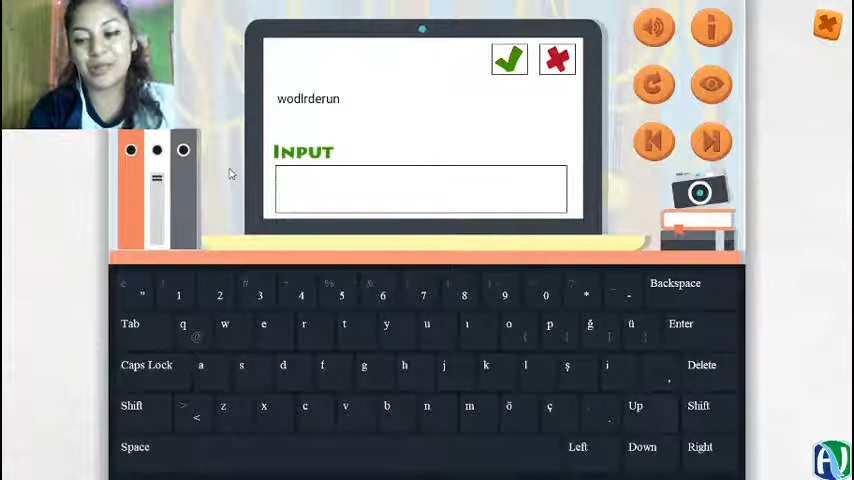 wodlrderun
INPUT
" 1 2 3 4 5 6 7 8 9 0 * - Backspace
Tab q @ w e r t y u ı o p ğ ü Enter
Caps Lock a s d f g h j k l ş i , Delete
Shift > < z x c v b n m ö ç . Up Shift
Space Left Down Right